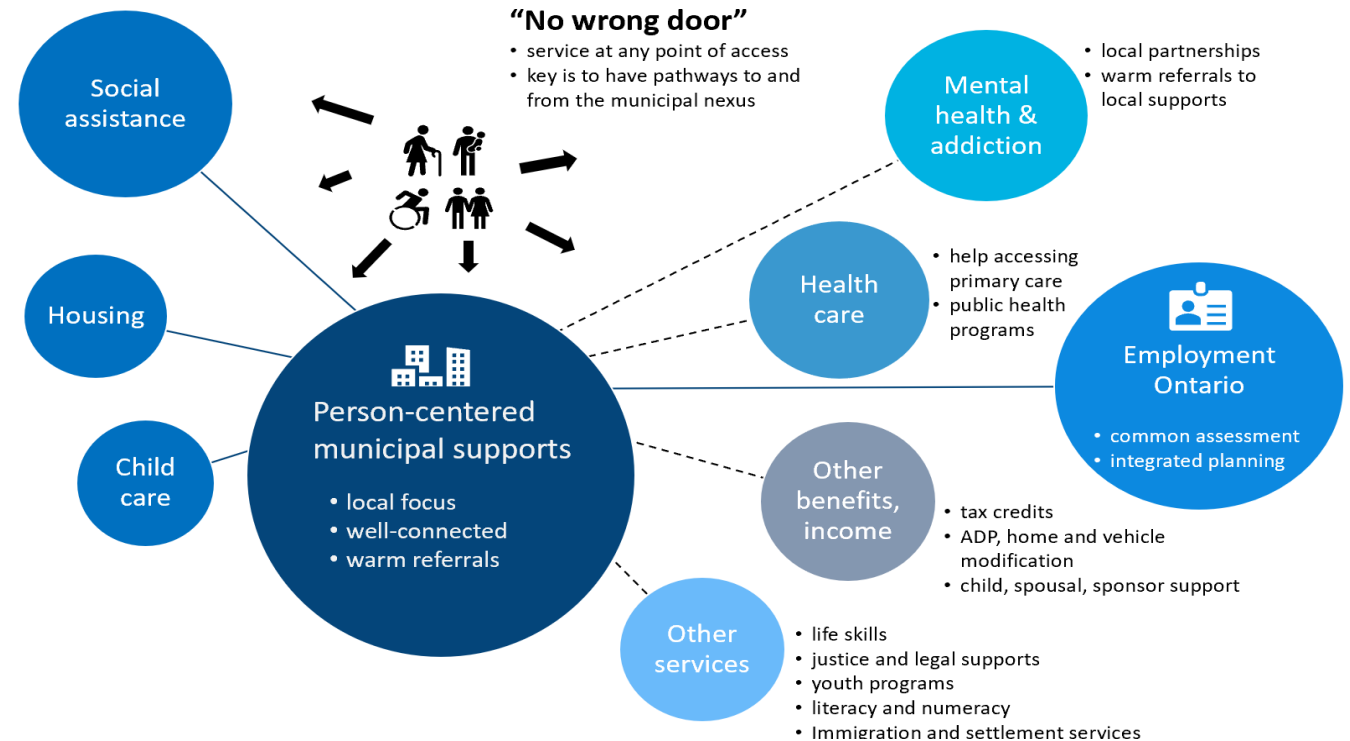 “No wrong door”
• service at any point of access
• key is to have pathways to and
from the municipal nexus
Social
assistance
Housing
Child
care
Person-centered
municipal supports
• local focus
• well-connected
• warm referrals
Mental
health &
addiction
• local partnerships
• warm referrals to
local supports
Health
care
• help accessing
primary care
• public health
programs
Employment
Ontario
• common assessment
• integrated planning
Other
benefits,
income
• tax credits
• ADP, home and vehicle
modification
• child, spousal, sponsor support
Other
services
• life skills
• justice and legal supports
• youth programs
• literacy and numeracy
• Immigration and settlement services